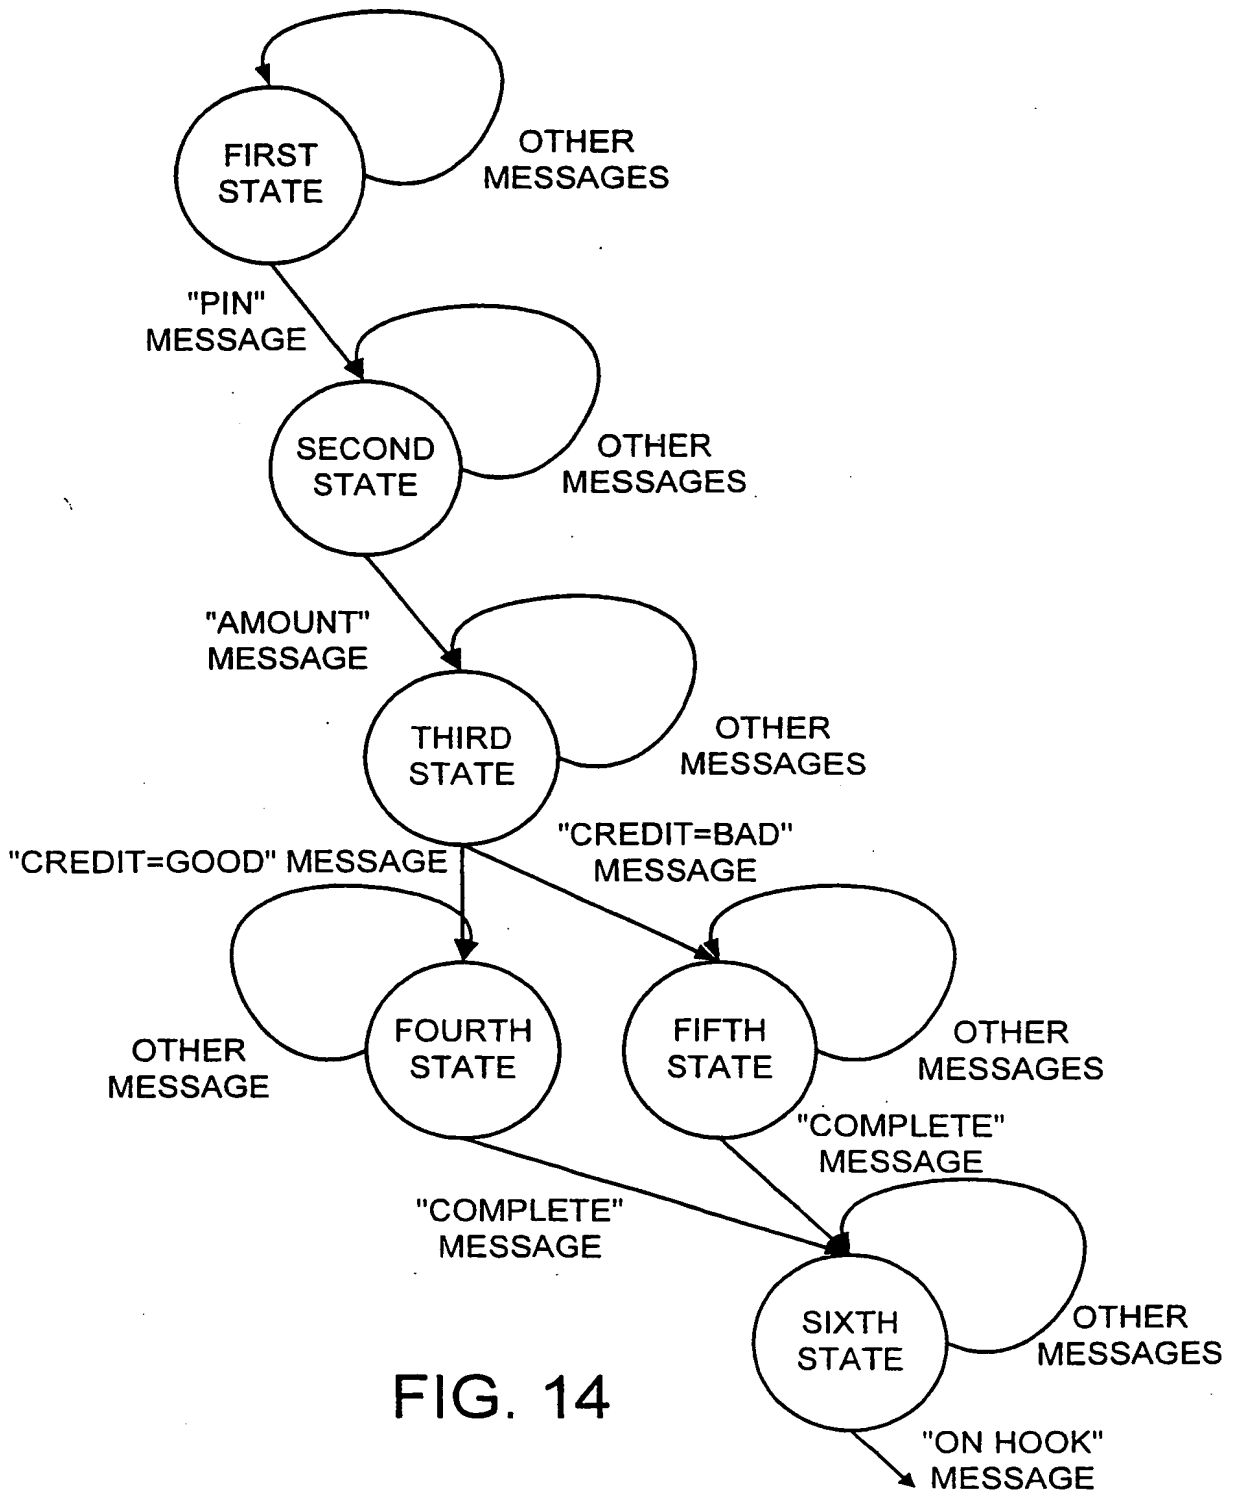 FIRST
STATE
OTHER
MESSAGES
"PIN"
MESSAGE
SECOND
STATE
OTHER
MESSAGES
"AMOUNT"
MESSAGE
THIRD
STATE
OTHER
MESSAGES
"CREDIT=GOOD" MESSAGE
"CREDIT=BAD"
MESSAGE
FOURTH
STATE
OTHER
MESSAGE
FIFTH
STATE
OTHER
MESSAGES
"COMPLETE"
MESSAGE
"COMPLETE"
MESSAGE
SIXTH
STATE
OTHER
MESSAGES
"ON HOOK"
MESSAGE
FIG. 14